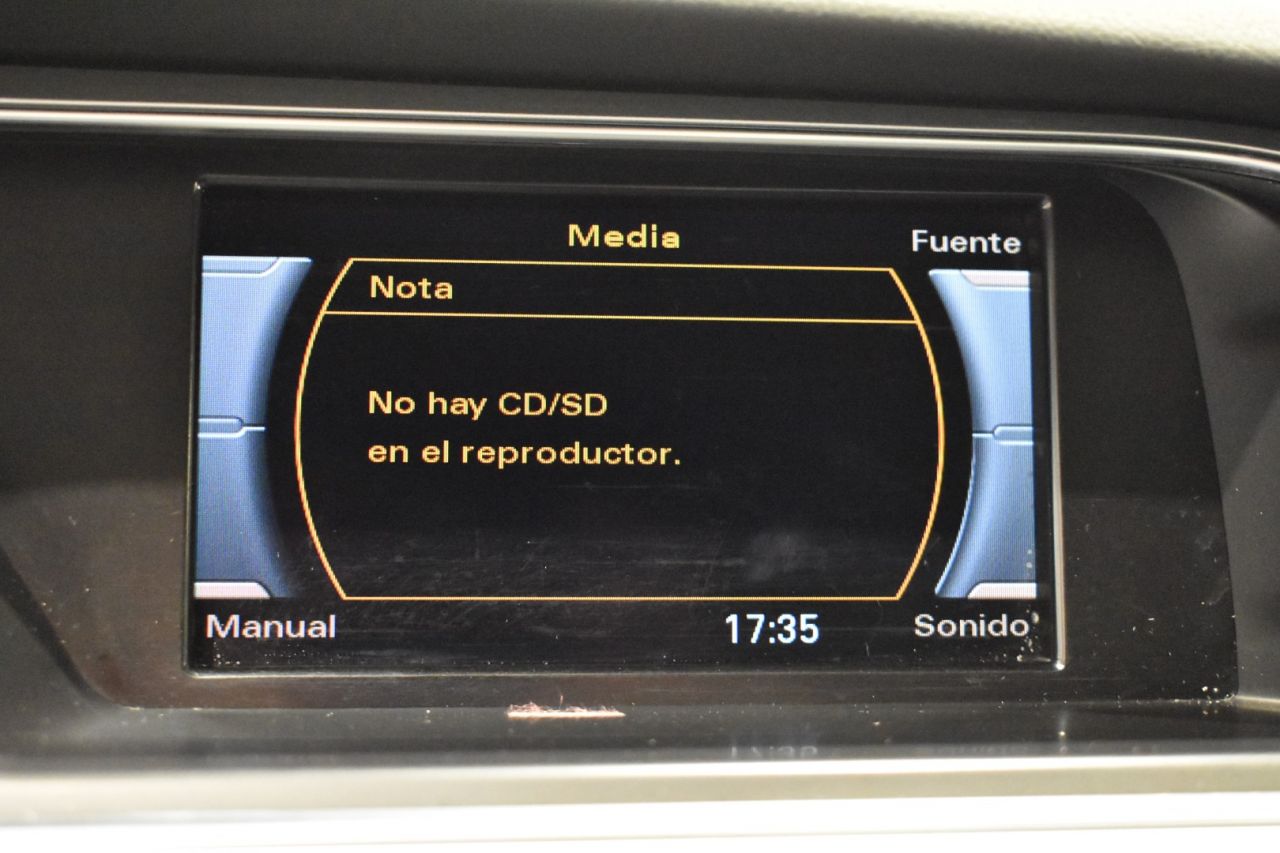 Media
Fuente
Nota
No hay CD/SD
en el reproductor.
Manual
17:35
Sonido